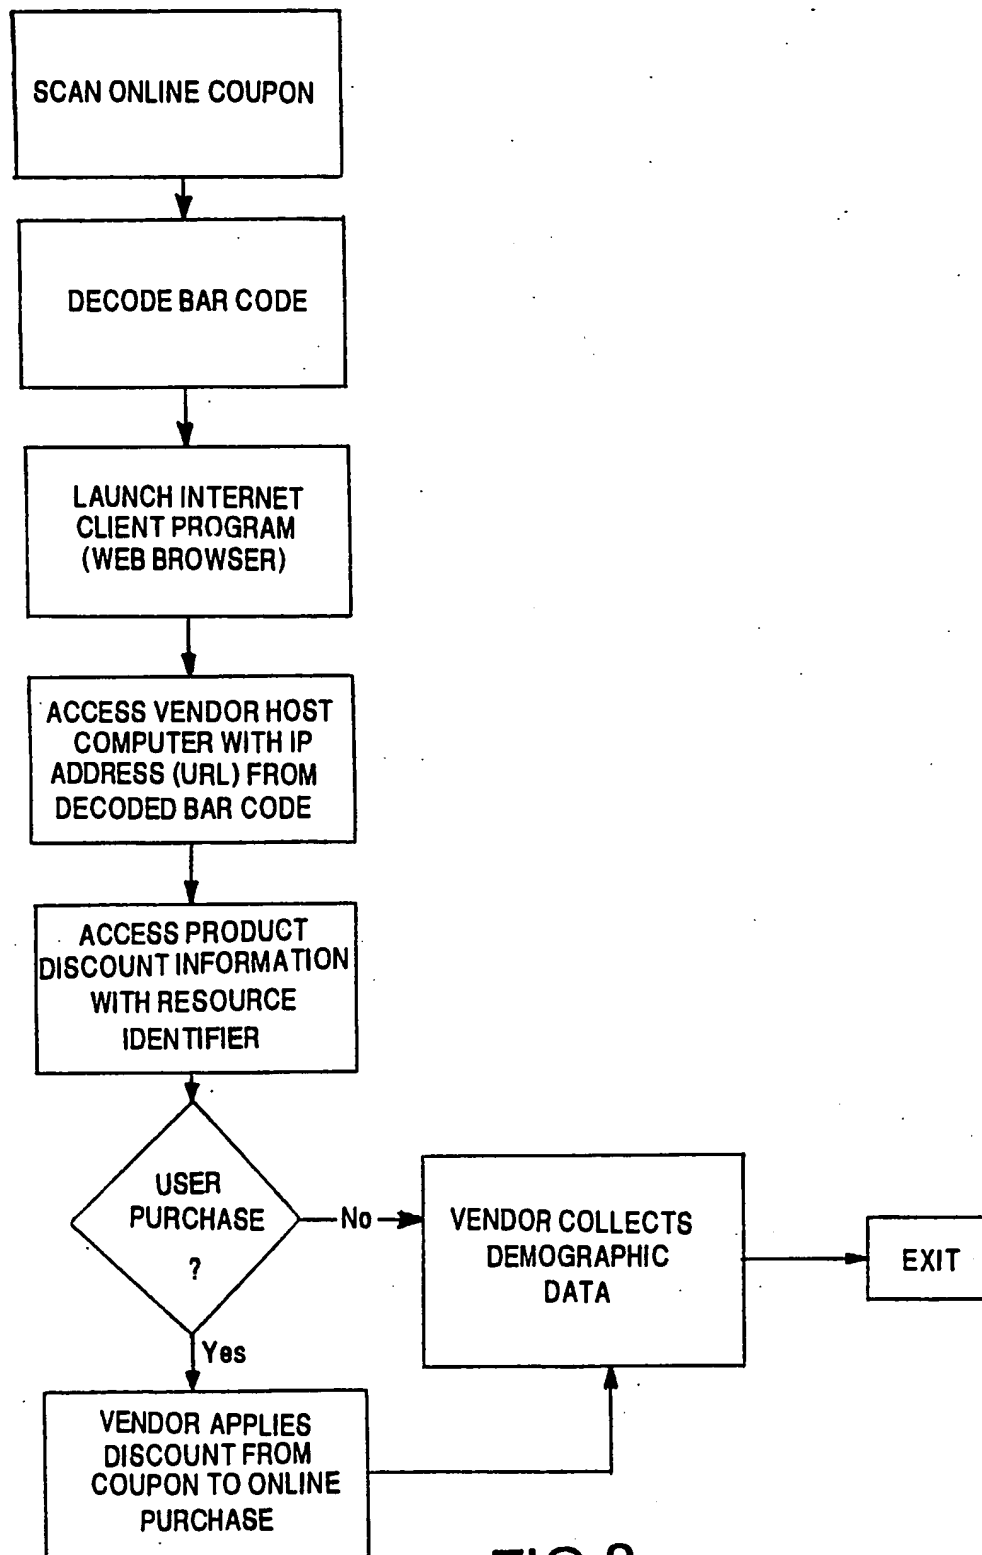 SCAN ONLINE COUPON
DECODE BAR CODE
LAUNCH INTERNET
CLIENT PROGRAM
(WEB BROWSER)
ACCESS VENDOR HOST
COMPUTER WITH IP
ADDRESS (URL) FROM
DECODED BAR CODE
ACCESS PRODUCT
DISCOUNT INFORMATION
WITH RESOURCE
IDENTIFIER
USER
PURCHASE
?
No
VENDOR COLLECTS
DEMOGRAPHIC
DATA
EXIT
Yes
VENDOR APPLIES
DISCOUNT FROM
COUPON TO ONLINE
PURCHASE